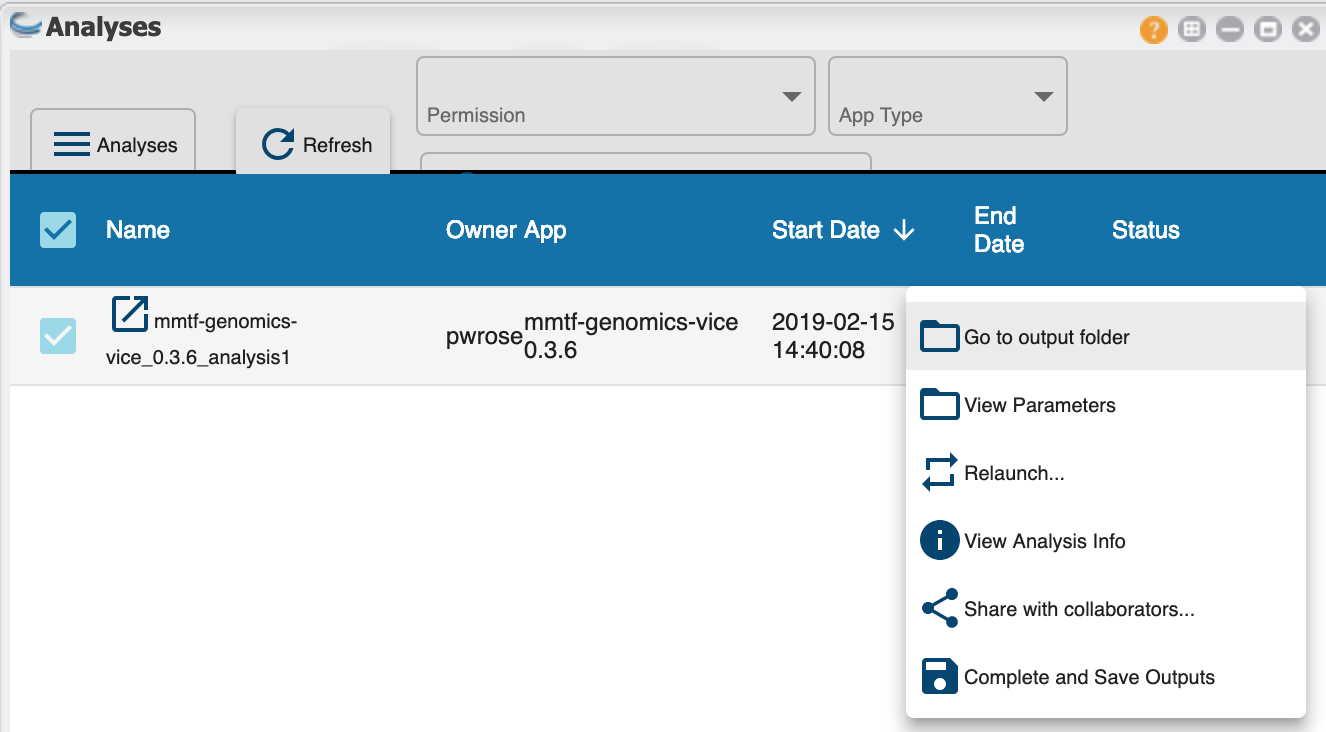 Analyses
?
Permission
App Type
Analyses
Refresh
Name
Owner
App
Start Date
End
Date
Status
mmtf-genomics-
vice_0.3.6_analysis1
pwrose
mmtf-genomics-vice
0.3.6
2019-02-15
14:40:08
Go to output folder
View Parameters
Relaunch...
View Analysis Info
Share with collaborators...
Complete and Save Outputs